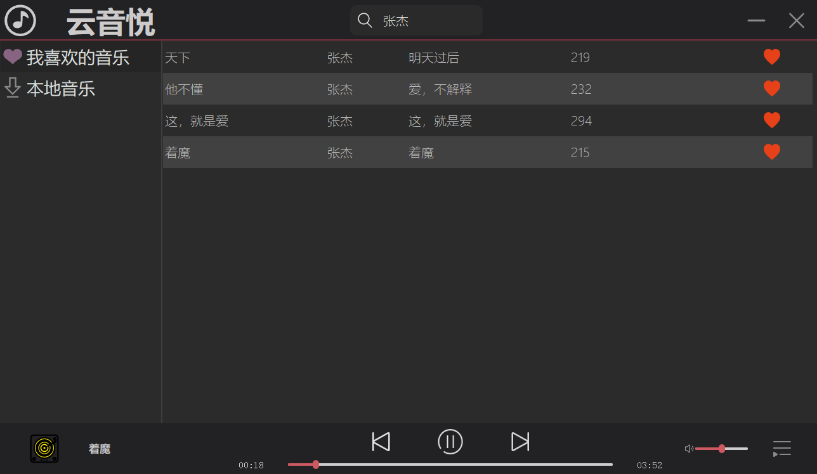 云音悦 张杰
我喜欢的音乐
本地音乐
天下 张杰 明天过后 219
他不懂 张杰 爱，不解释 232
这，就是爱 张杰 这，就是爱 294
着魔 张杰 着魔 215
着魔
00:18 03:52